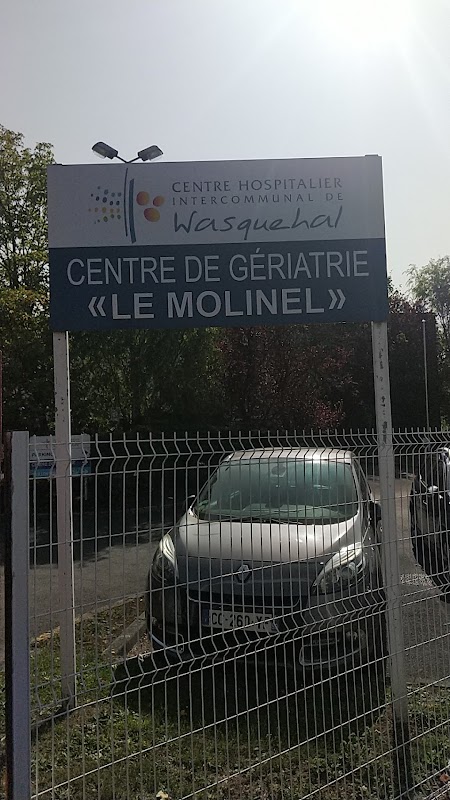 CENTRE HOSPITALIER
INTERCOMMUNAL DE
Wasquehal
CENTRE DE GÉRIATRIE
«LE MOLINEL»